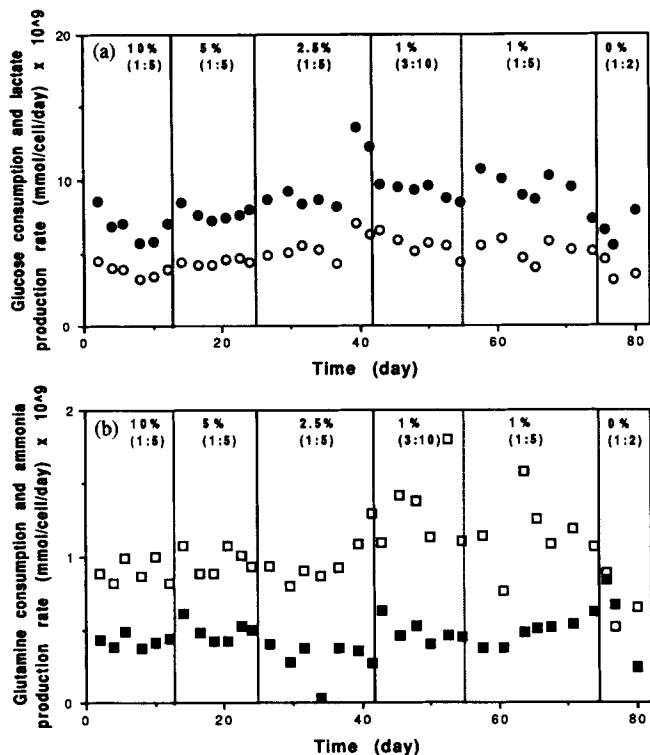 (a)
10% 5% 2.5% 1% 1% 0%
(1:5) (1:5) (1:5) (3:10) (1:5) (1:2)
Glucose consumption and lactate
production rate (mmol/cell/day) x 10^9
20
10
0
0 20 40 60 80
Time (day)
(b)
10% 5% 2.5% 1% 1% 0%
(1:5) (1:5) (1:5) (3:10) (1:5) (1:2)
Glutamine consumption and ammonia
production rate (mmol/cell/day) x 10^9
2
1
0
0 20 40 60 80
Time (day)